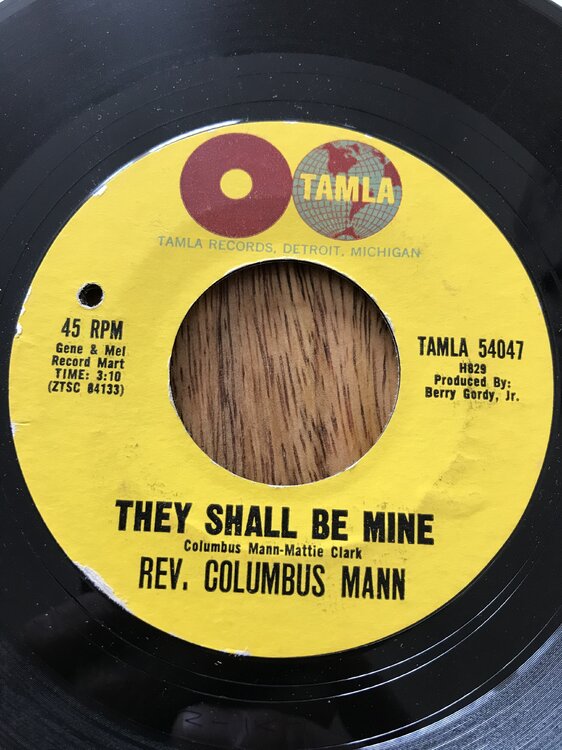 TAMLA
TAMLA RECORDS, DETROIT, MICHIGAN
45 RPM
Gene & Mel
Record Mart
TIME: 3:10
(ZTSC 84133)
TAMLA 54047
H829
Produced By:
Berry Gordy, Jr.
THEY SHALL BE MINE
Columbus Mann-Mattie Clark
REV. COLUMBUS MANN